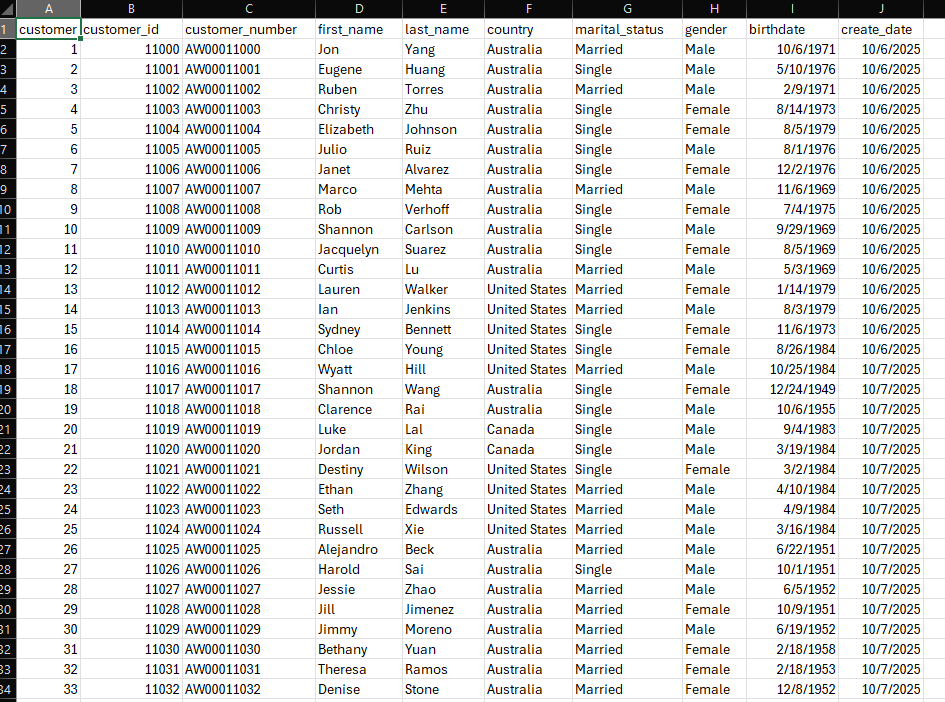 A B C D E F G H I J
1 customer customer_id customer_number first_name last_name country marital_status gender birthdate create_date
2 1 11000 AW00011000 Jon Yang Australia Married Male 10/6/1971 10/6/2025
3 2 11001 AW00011001 Eugene Huang Australia Single Male 5/10/1976 10/6/2025
4 3 11002 AW00011002 Ruben Torres Australia Married Male 2/9/1971 10/6/2025
5 4 11003 AW00011003 Christy Zhu Australia Single Female 8/14/1973 10/6/2025
6 5 11004 AW00011004 Elizabeth Johnson Australia Single Female 8/5/1979 10/6/2025
7 6 11005 AW00011005 Julio Ruiz Australia Single Male 8/1/1976 10/6/2025
8 7 11006 AW00011006 Janet Alvarez Australia Single Female 12/2/1976 10/6/2025
9 8 11007 AW00011007 Marco Mehta Australia Married Male 11/6/1969 10/6/2025
10 9 11008 AW00011008 Rob Verhoff Australia Single Female 7/4/1975 10/6/2025
11 10 11009 AW00011009 Shannon Carlson Australia Single Male 9/29/1969 10/6/2025
12 11 11010 AW00011010 Jacquelyn Suarez Australia Single Female 8/5/1969 10/6/2025
13 12 11011 AW00011011 Curtis Lu Australia Married Male 5/3/1969 10/6/2025
14 13 11012 AW00011012 Lauren Walker United States Married Female 1/14/1979 10/6/2025
15 14 11013 AW00011013 Ian Jenkins United States Married Male 8/3/1979 10/6/2025
16 15 11014 AW00011014 Sydney Bennett United States Single Female 11/6/1973 10/6/2025
17 16 11015 AW00011015 Chloe Young United States Single Female 8/26/1984 10/6/2025
18 17 11016 AW00011016 Wyatt Hill United States Married Male 10/25/1984 10/7/2025
19 18 11017 AW00011017 Shannon Wang Australia Single Female 12/24/1949 10/7/2025
20 19 11018 AW00011018 Clarence Rai Australia Single Male 10/6/1955 10/7/2025
21 20 11019 AW00011019 Luke Lal Canada Single Male 9/4/1983 10/7/2025
22 21 11020 AW00011020 Jordan King Canada Single Male 3/19/1984 10/7/2025
23 22 11021 AW00011021 Destiny Wilson United States Single Female 3/2/1984 10/7/2025
24 23 11022 AW00011022 Ethan Zhang United States Married Male 4/10/1984 10/7/2025
25 24 11023 AW00011023 Seth Edwards United States Married Male 4/9/1984 10/7/2025
26 25 11024 AW00011024 Russell Xie United States Married Male 3/16/1984 10/7/2025
27 26 11025 AW00011025 Alejandro Beck Australia Married Male 6/22/1951 10/7/2025
28 27 11026 AW00011026 Harold Sai Australia Single Male 10/1/1951 10/7/2025
29 28 11027 AW00011027 Jessie Zhao Australia Married Male 6/5/1952 10/7/2025
30 29 11028 AW00011028 Jill Jimenez Australia Married Female 10/9/1951 10/7/2025
31 30 11029 AW00011029 Jimmy Moreno Australia Married Male 6/19/1952 10/7/2025
32 31 11030 AW00011030 Bethany Yuan Australia Married Female 2/18/1958 10/7/2025
33 32 11031 AW00011031 Theresa Ramos Australia Married Female 2/18/1953 10/7/2025
34 33 11032 AW00011032 Denise Stone Australia Married Female 12/8/1952 10/7/2025